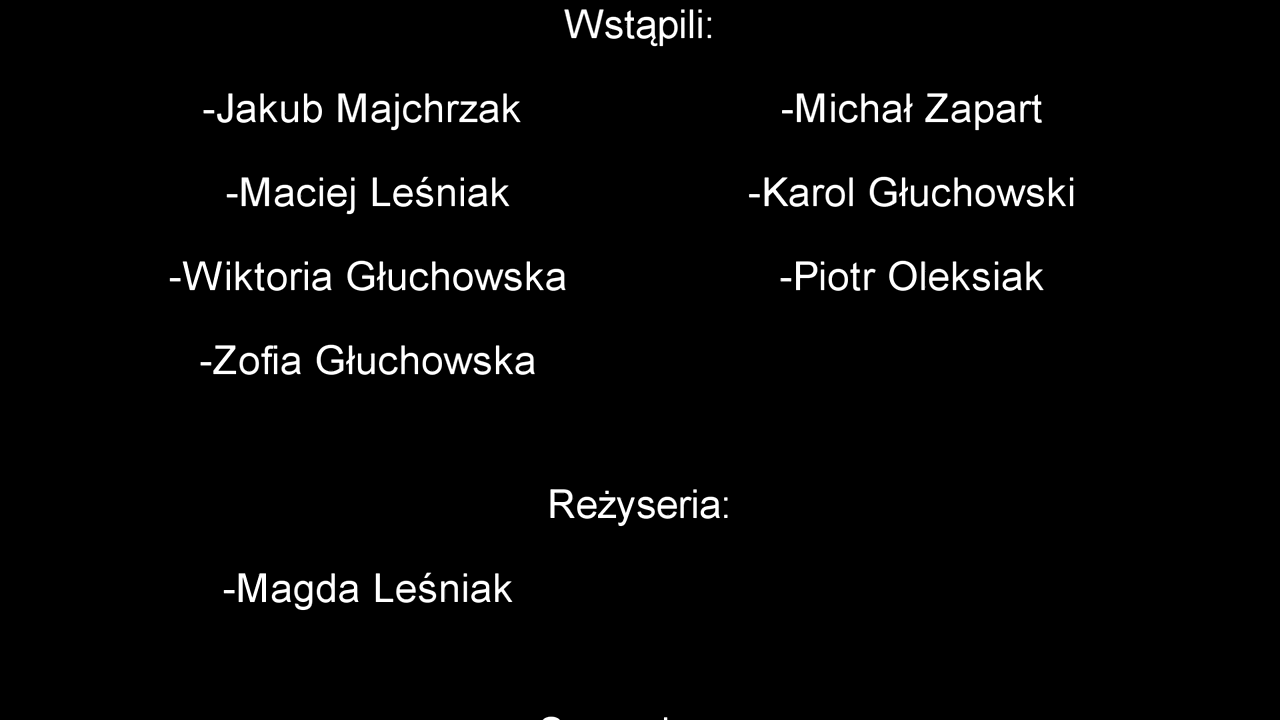 Wstąpili:
-Jakub Majchrzak -Michał Zapart
-Maciej Leśniak -Karol Głuchowski
-Wiktoria Głuchowska -Piotr Oleksiak
-Zofia Głuchowska
Reżyseria:
-Magda Leśniak